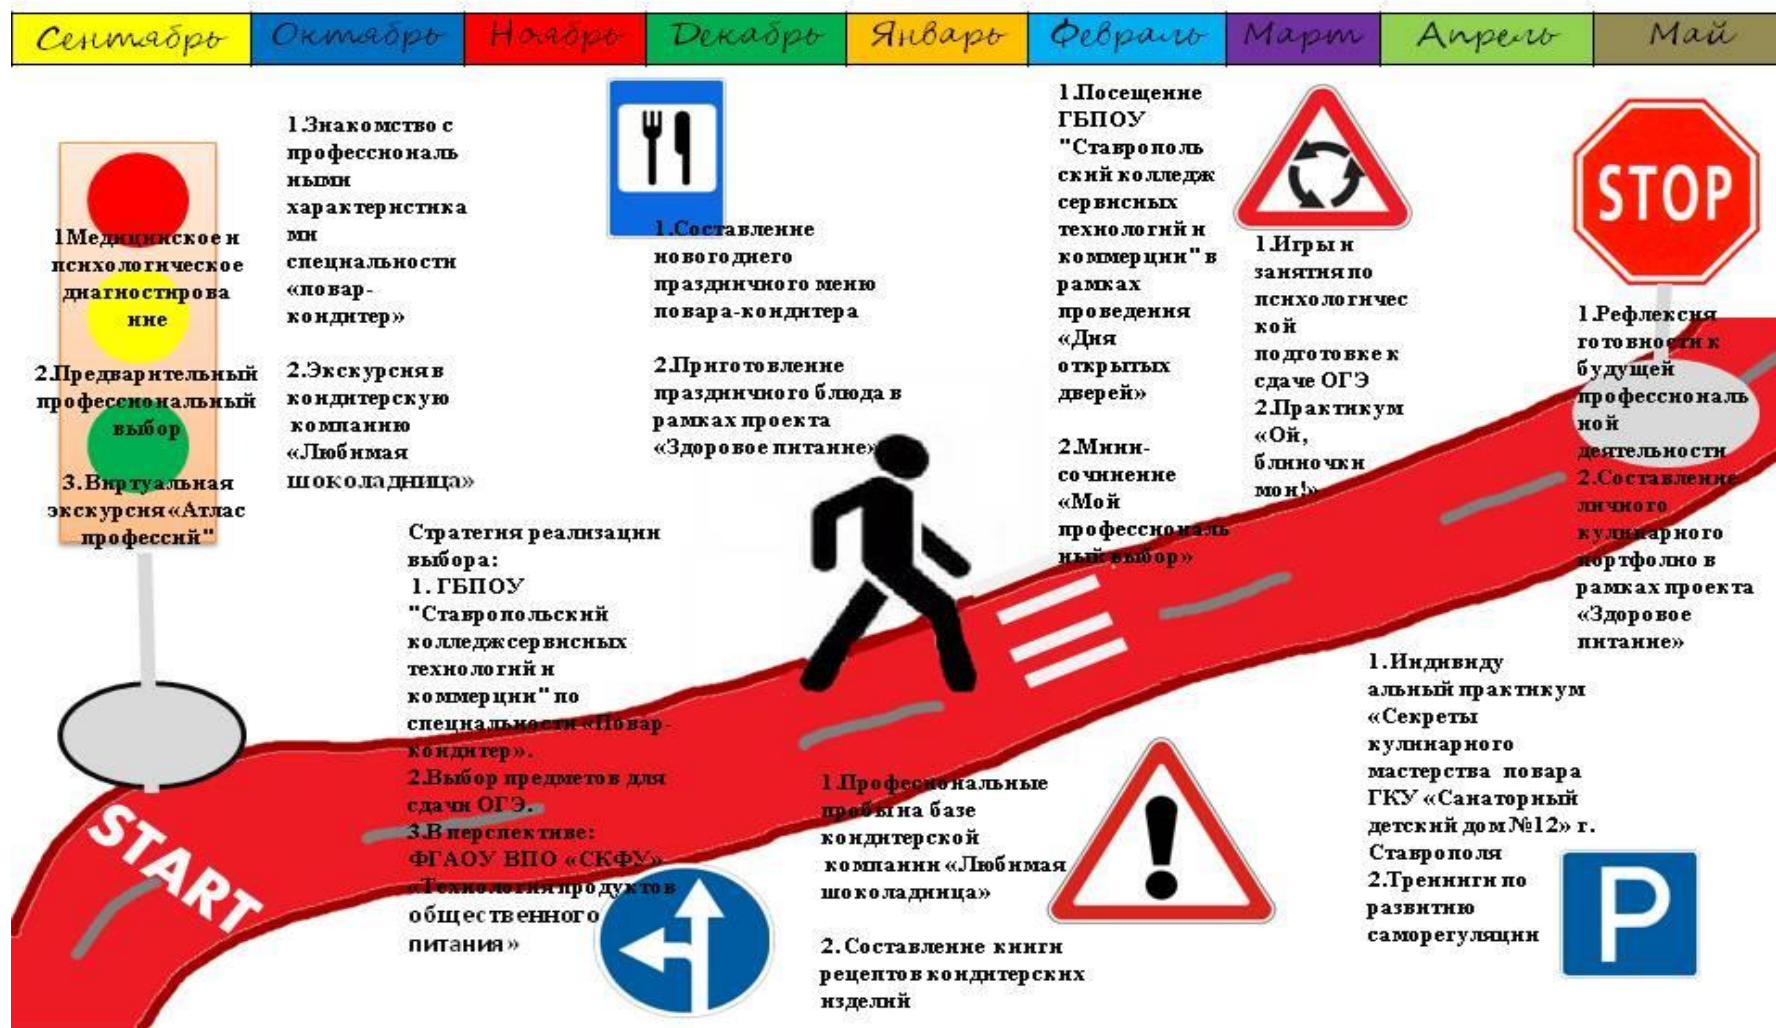 Сентябрь
Октябрь
Ноябрь
Декабрь
Январь
Февраль
Март
Апрель
Май
1Медицинское и
психологическое
диагностирова
ние
2.Предварительный
профессиональный
выбор
3.Виртуальная
экскурсия «Атлас
профессий"
START
1.Знакомство с
профессиональ
ными
характеристика
ми
специальности
«повар-
кондитер»
2.Экскурсия в
кондитерскую
компанию
«Любимая
шоколадница»
Стратегия реализации
выбора:
1. ГБПОУ
"Ставропольский
колледж сервисных
технологий и
коммерции" по
специальности «Повар-
кондитер».
2.Выбор предметов для
сдачи ОГЭ.
3.В перспективе:
ФГАОУ ВПО «СКФУ»
«Технология продуктов
общественного
питания»
1.Составление
новогоднего
праздничного меню
повара-кондитера
2.Приготовление
праздничного блюда в
рамках проекта
«Здоровое питание»
1.Професиональные
пробы на базе
кондитерской
компании «Любимая
шоколадница»
2. Составление книги
рецептов кондитерских
изделий
1.Посещение
ГБПОУ
"Ставрополь
ский колледж
сервисных
технологий и
коммерции" в
рамках
проведения
«Дня
открытых
дверей»
2.Мини-
сочинение
«Мой
профессиональ
ный выбор»
1.Игры и
занятия по
психологичес
кой
подготовке к
сдаче ОГЭ
2.Практикум
«Ой,
блиночки
мои!»
1.Индивиду
альный практикум
«Секреты
кулинарного
мастерства повара
ГКУ «Санаторный
детский дом №12» г.
Ставрополя
2.Тренинги по
развитию
саморегуляции
P
STOP
1.Рефлексия
готовности к
будущей
профессиональ
ной
деятельности
2.Составление
личного
кулинарного
портфолио в
рамках проекта
«Здоровое
питание»